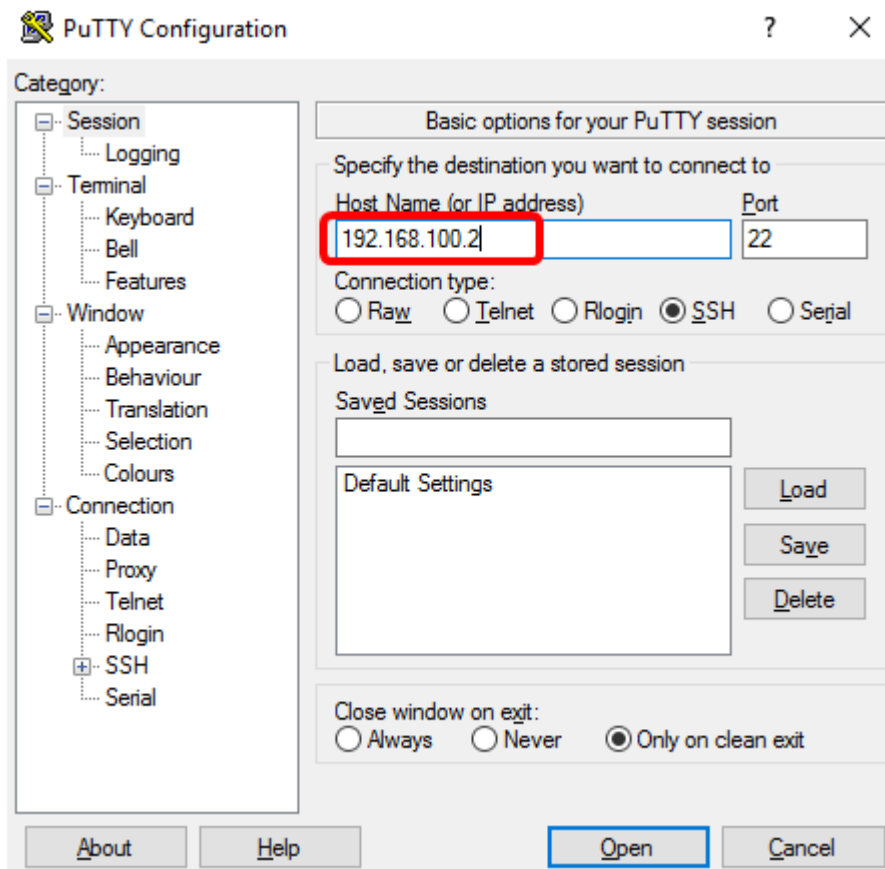 PuTTY Configuration
?
Category:
Session
Logging
Terminal
Keyboard
Bell
Features
Window
Appearance
Behaviour
Translation
Selection
Colours
Connection
Data
Proxy
Telnet
Rlogin
SSH
Serial
Basic options for your PuTTY session
Specify the destination you want to connect to
Host Name (or IP address) Port
192.168.100.2 22
Connection type:
Raw Telnet Rlogin SSH Serial
Load, save or delete a stored session
Saved Sessions
Default Settings
Load
Save
Delete
Close window on exit:
Always Never Only on clean exit
About Help Open Cancel